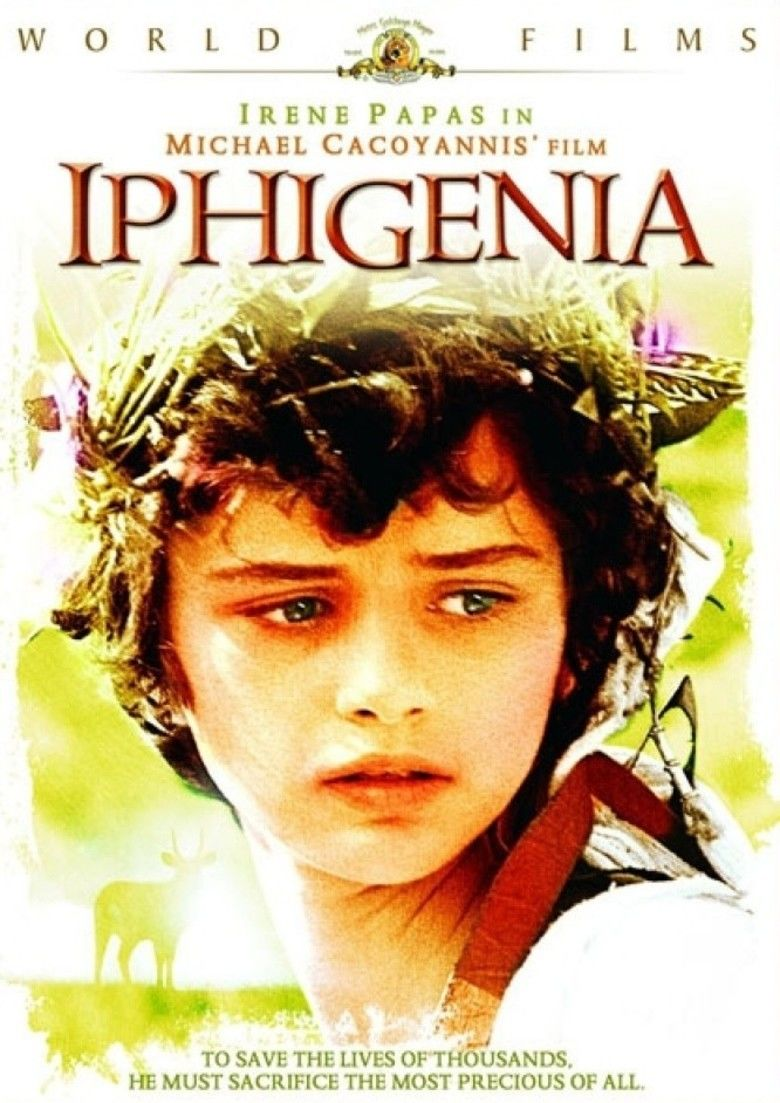 WORLD FILMS
IRENE PAPAS IN
MICHAEL CACOYANNIS' FILM
IPHIGENIA
TO SAVE THE LIVES OF THOUSANDS,
HE MUST SACRIFICE THE MOST PRECIOUS OF ALL.